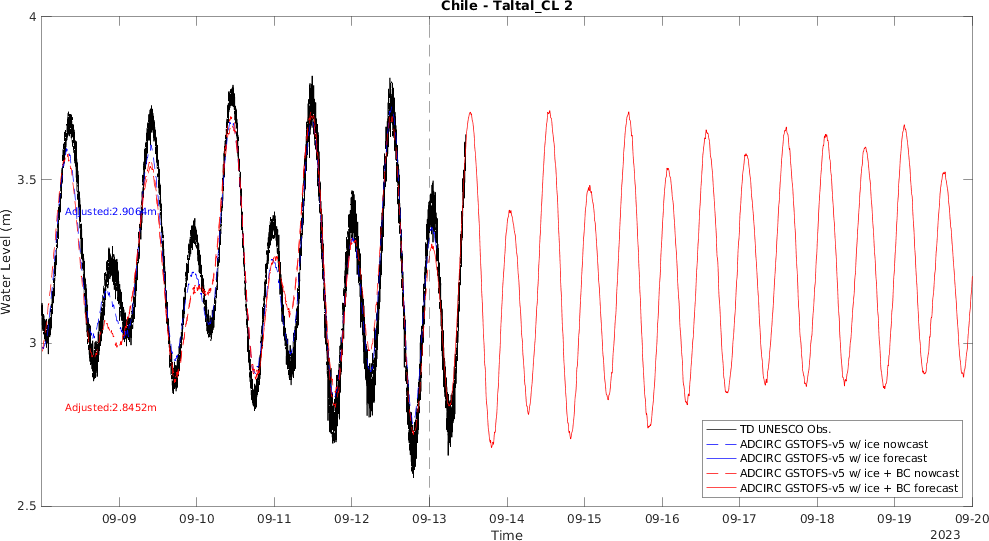 Chile - Taltal_CL 2
4
3.5
3
2.5
Water Level (m)
Adjusted:2.9064m
Adjusted:2.8452m
TD UNESCO Obs.
ADCIRC GSTOFS-v5 w/ ice nowcast
ADCIRC GSTOFS-v5 w/ ice forecast
ADCIRC GSTOFS-v5 w/ ice + BC nowcast
ADCIRC GSTOFS-v5 w/ ice + BC forecast
09-09 09-10 09-11 09-12 09-13 09-14 09-15 09-16 09-17 09-18 09-19 09-20
Time
2023